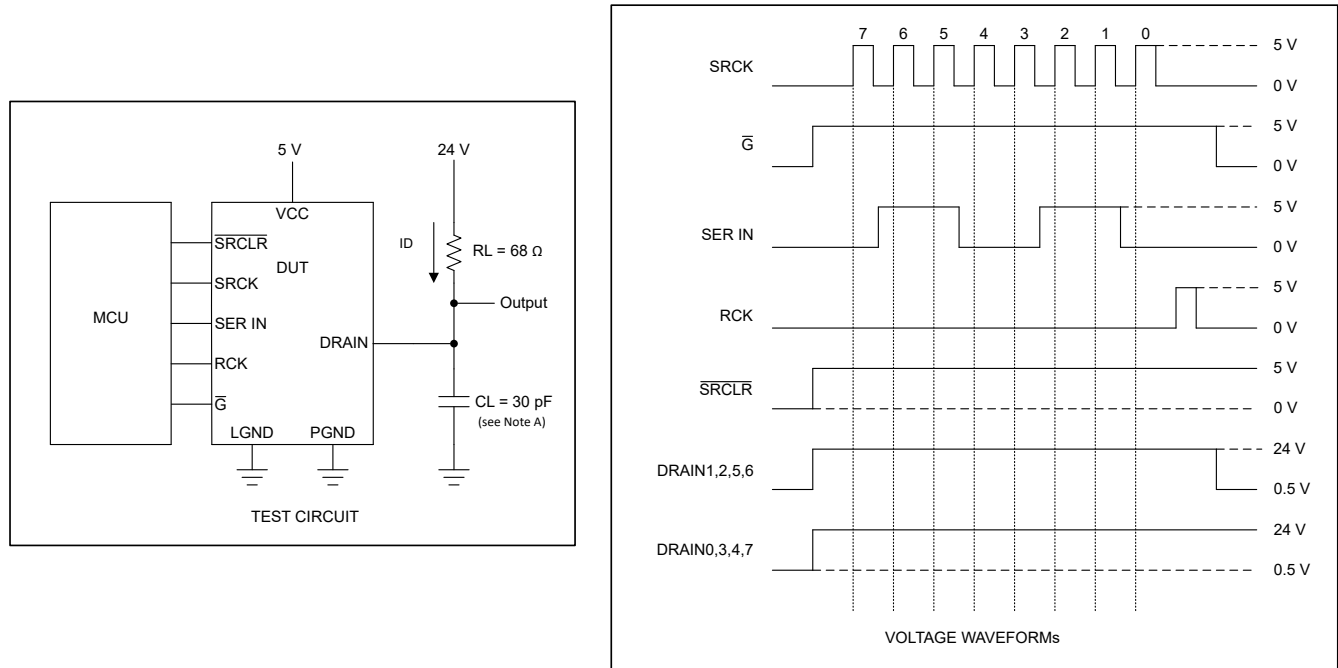 5 V
24 V
VCC
SRCLR
DUT
SRCK
SER IN
RCK
G
LGND
PGND
DRAIN
MCU
ID
RL = 68 Ω
Output
CL = 30 pF
(see Note A)
TEST CIRCUIT
7 6 5 4 3 2 1 0
SRCK
5 V
0 V
G
5 V
0 V
SER IN
5 V
0 V
RCK
5 V
0 V
SRCLR
5 V
0 V
DRAIN1,2,5,6
24 V
0.5 V
DRAIN0,3,4,7
24 V
0.5 V
VOLTAGE WAVEFORMs